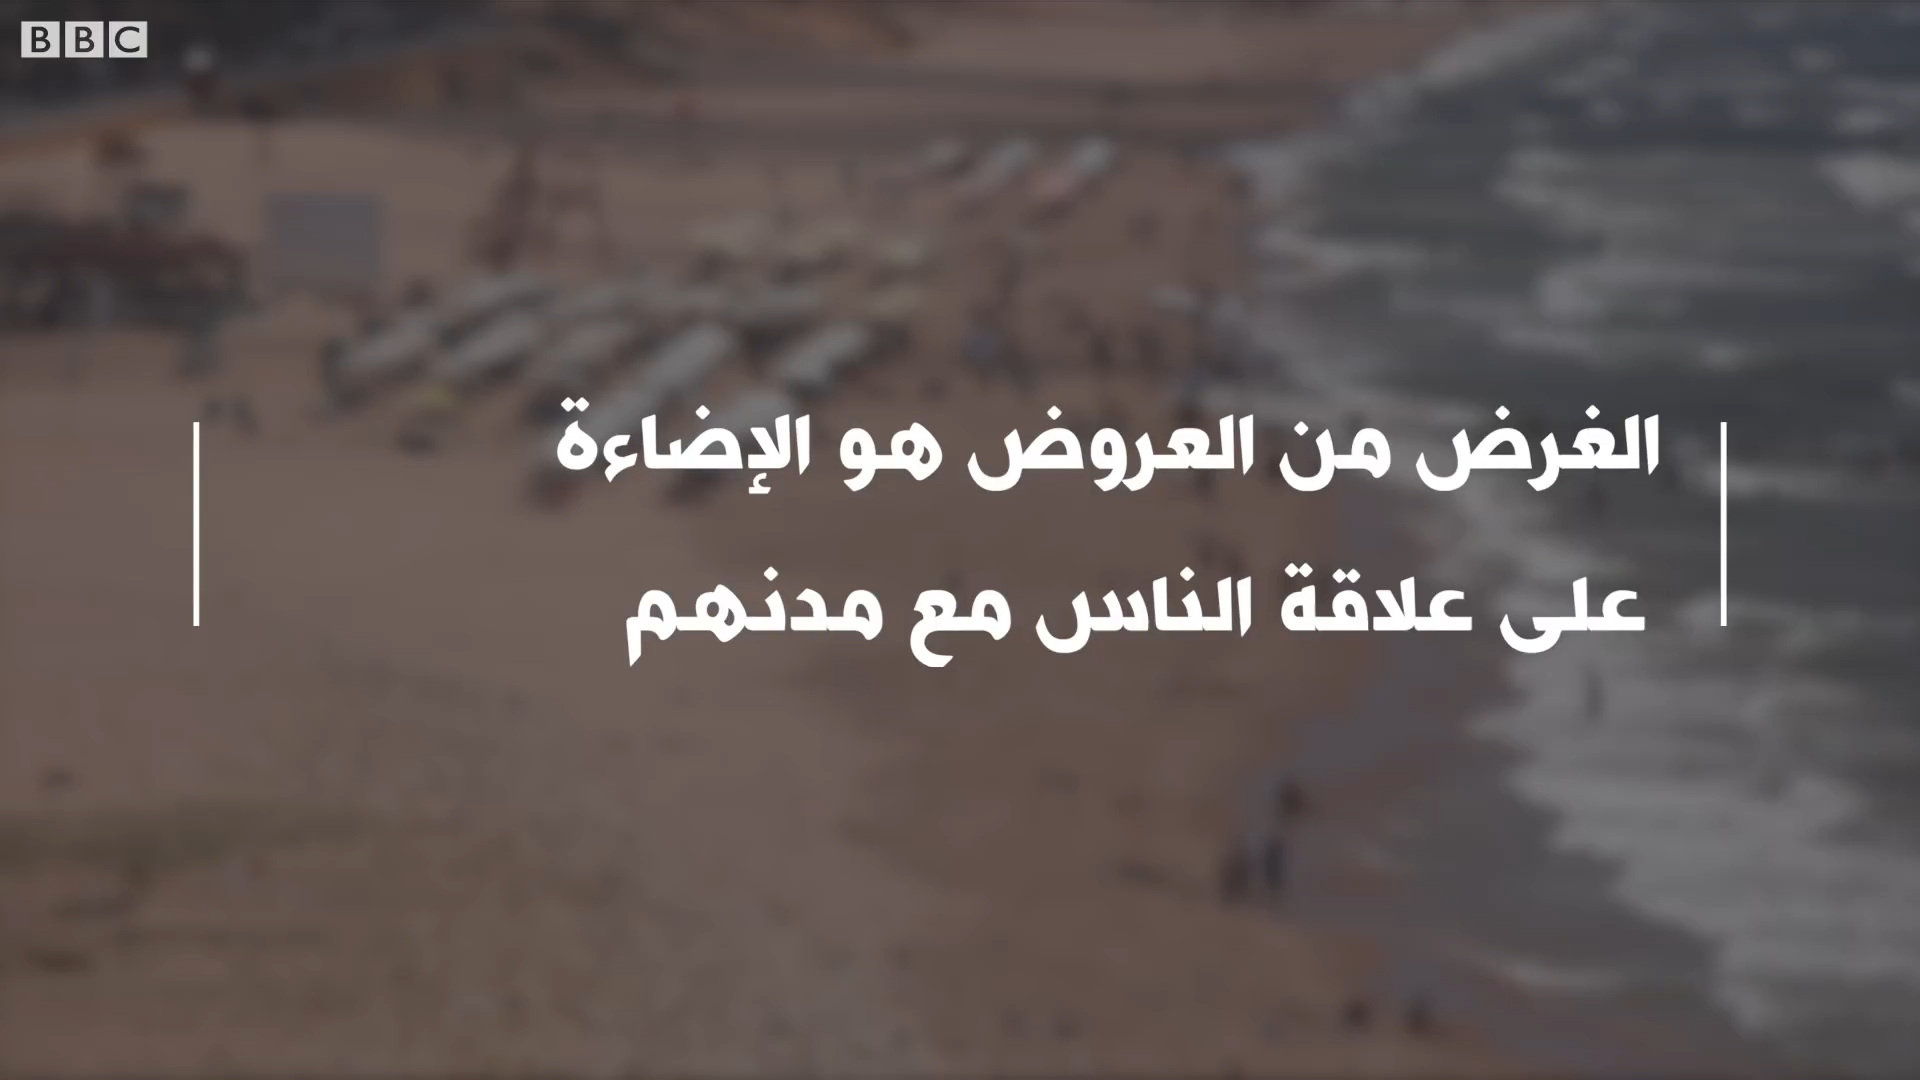 BBC
الغرض من العروض هو الإضاءة
على علاقة الناس مع مدنهم